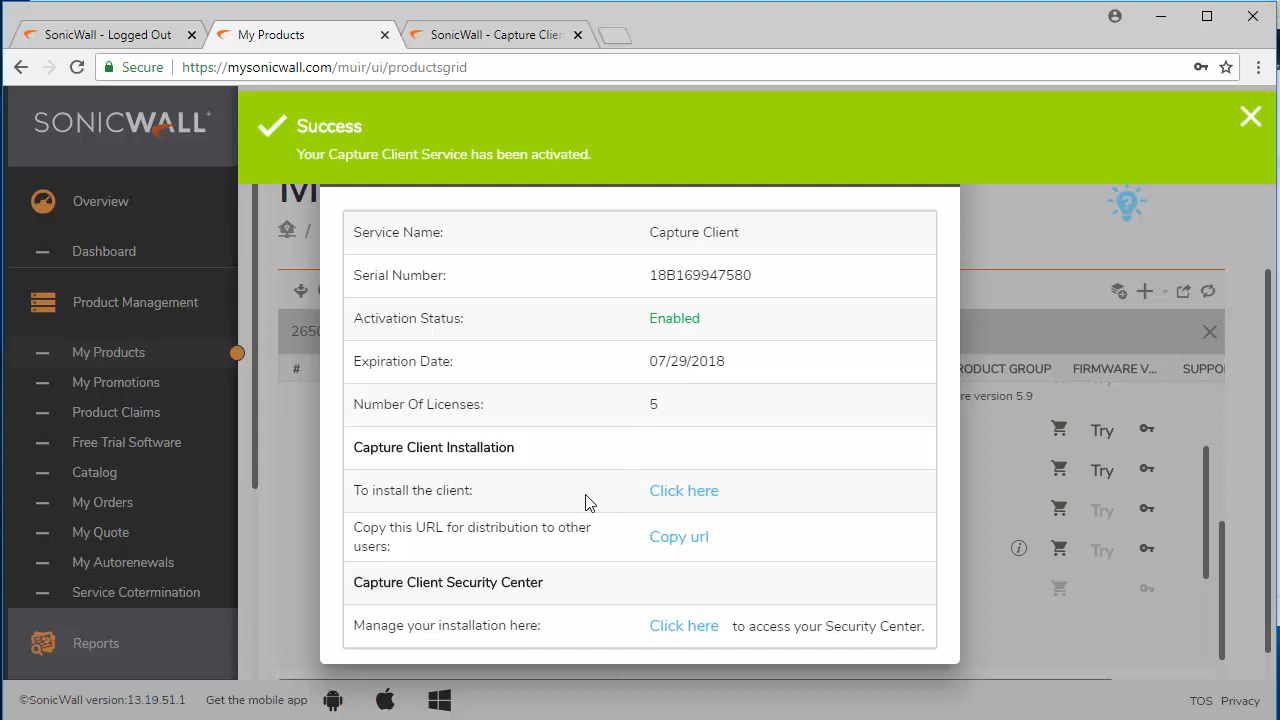 SonicWall - Logged Out
My Products
SonicWall - Capture Clien
Secure
https://mysonicwall.com/muir/ui/productsgrid
SONICWALL
Success
Your Capture Client Service has been activated.
Overview
Dashboard
Product Management
My Products
My Promotions
Product Claims
Free Trial Software
Catalog
My Orders
My Quote
My Autorenewals
Service Cotermination
Reports
/
#
RODUCT GROUP
FIRMWARE V...
SUPPOR
re version 5.9
Try
Try
Try
Try
Service Name: Capture Client
Serial Number: 18B169947580
Activation Status: Enabled
Expiration Date: 07/29/2018
Number Of Licenses: 5
Capture Client Installation
To install the client: Click here
Copy this URL for distribution to other
users: Copy url
Capture Client Security Center
Manage your installation here: Click here to access your Security Center.
©SonicWall version:13.19.51.1
Get the mobile app
TOS
Privacy